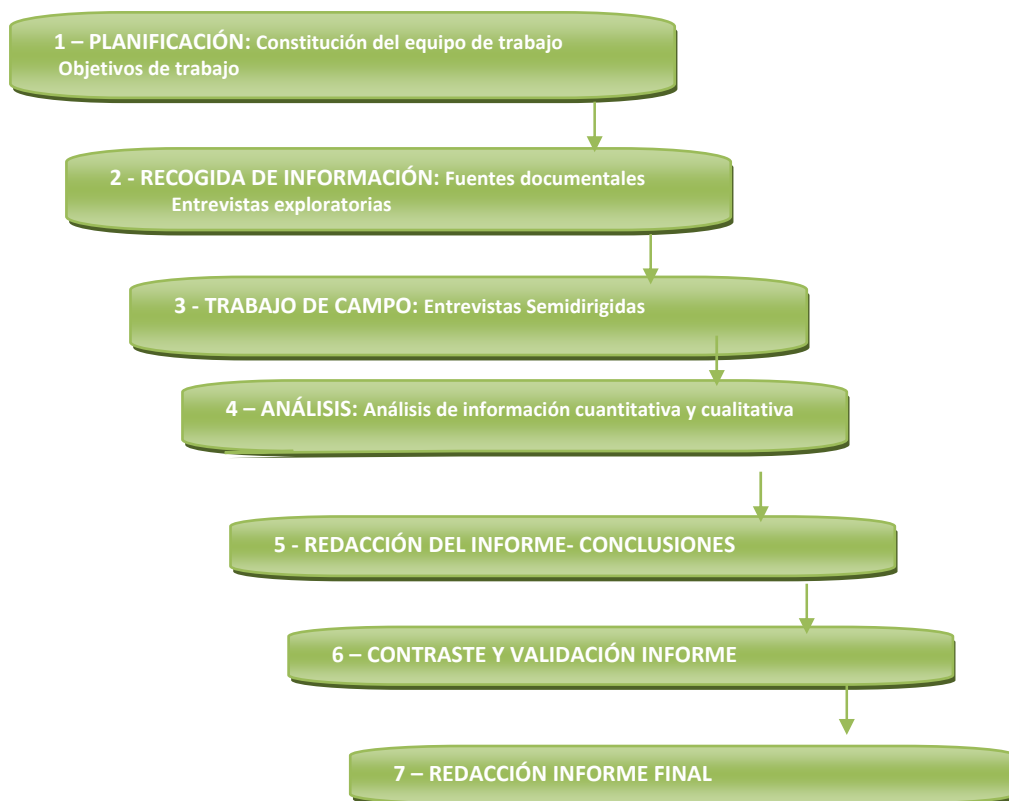 1 – PLANIFICACIÓN: Constitución del equipo de trabajo
Objetivos de trabajo
2 - RECOGIDA DE INFORMACIÓN: Fuentes documentales
Entrevistas exploratorias
3 - TRABAJO DE CAMPO: Entrevistas Semidirigidas
4 – ANÁLISIS: Análisis de información cuantitativa y cualitativa
5 - REDACCIÓN DEL INFORME- CONCLUSIONES
6 – CONTRASTE Y VALIDACIÓN INFORME
7 – REDACCIÓN INFORME FINAL